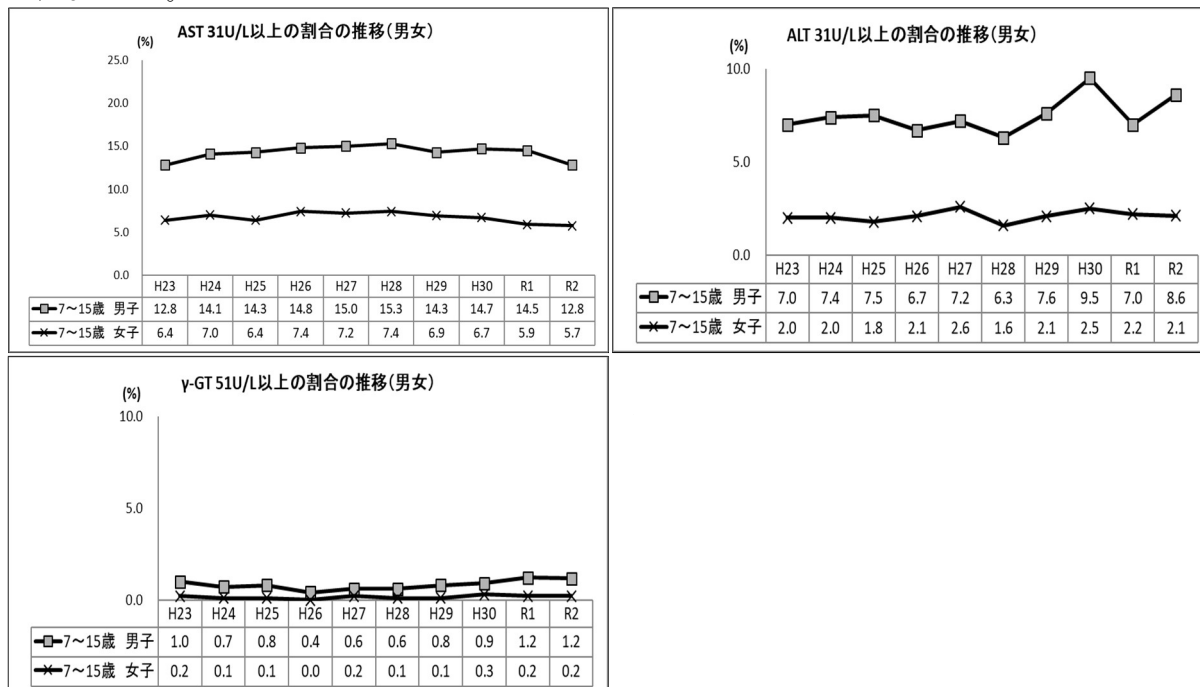 AST 31U/L以上の割合の推移(男女)
(%)
25.0
20.0
15.0
10.0
5.0
0.0
H23 H24 H25 H26 H27 H28 H29 H30 R1 R2
7～15歳 男子 12.8 14.1 14.3 14.8 15.0 15.3 14.3 14.7 14.5 12.8
7～15歳 女子 6.4 7.0 6.4 7.4 7.2 7.4 6.9 6.7 5.9 5.7
ALT 31U/L以上の割合の推移(男女)
(%)
10.0
5.0
0.0
H23 H24 H25 H26 H27 H28 H29 H30 R1 R2
7～15歳 男子 7.0 7.4 7.5 6.7 7.2 6.3 7.6 9.5 7.0 8.6
7～15歳 女子 2.0 2.0 1.8 2.1 2.6 1.6 2.1 2.5 2.2 2.1
γ-GT 51U/L以上の割合の推移(男女)
(%)
10.0
5.0
0.0
H23 H24 H25 H26 H27 H28 H29 H30 R1 R2
7～15歳 男子 1.0 0.7 0.8 0.4 0.6 0.6 0.8 0.9 1.2 1.2
7～15歳 女子 0.2 0.1 0.1 0.0 0.2 0.1 0.1 0.3 0.2 0.2